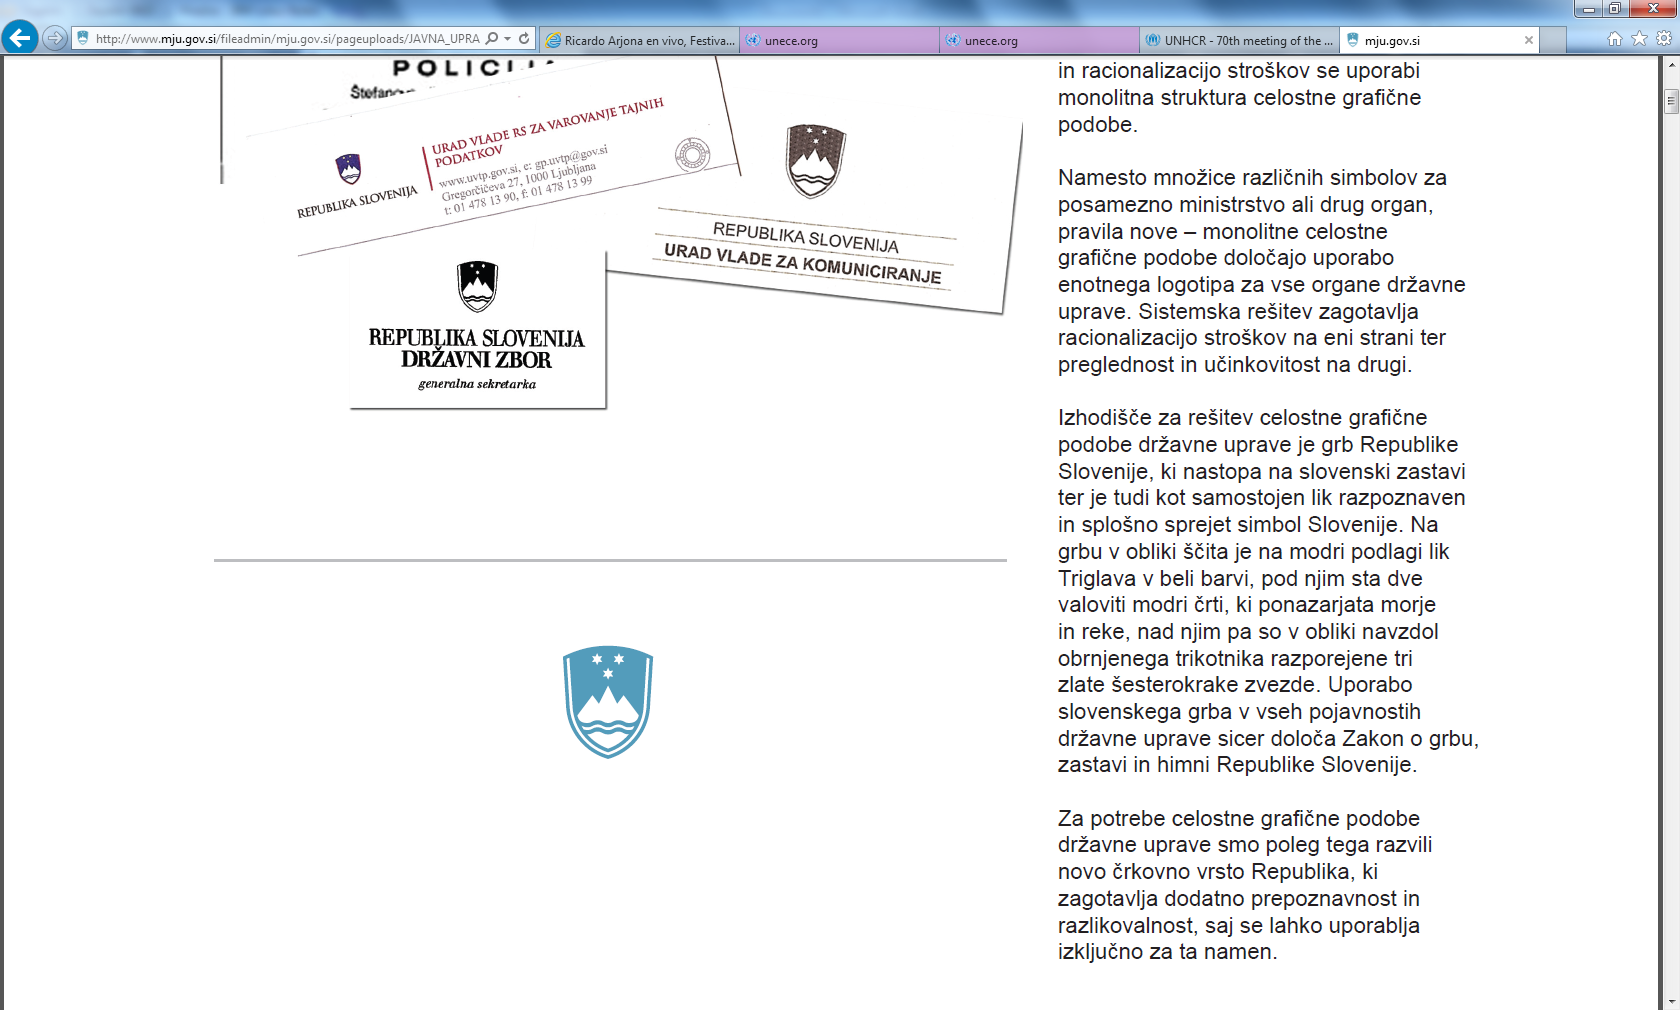 http://www.mju.gov.si/fileadmin/mju.gov.si/pageuploads/JAVNA_UPRA
Ricardo Arjona en vivo, Festiva...
unece.org
unece.org
UNHCR - 70th meeting of the ...
mju.gov.si
POLICIJA
URAD VLADE RS ZA VAROVANJE TAJNIH
PODATKOV
www.uvtp.gov.si, e: gp.uvtp@gov.si
Gregorčičeva 27, 1000 Ljubljana
t: 01 478 13 90, f: 01 478 13 99
REPUBLIKA SLOVENIJA
REPUBLIKA SLOVENIJA
URAD VLADE ZA KOMUNICIRANJE
REPUBLIKA SLOVENIJA
DRŽAVNI ZBOR
generalna sekretarka
in racionalizacijo stroškov se uporabi
monolitna struktura celostne grafične
podobe.
Namesto množice različnih simbolov za
posamezno ministrstvo ali drug organ,
pravila nove – monolitne celostne
grafične podobe določajo uporabo
enotnega logotipa za vse organe državne
uprave. Sistemska rešitev zagotavlja
racionalizacijo stroškov na eni strani ter
preglednost in učinkovitost na drugi.
Izhodišče za rešitev celostne grafične
podobe državne uprave je grb Republike
Slovenije, ki nastopa na slovenski zastavi
ter je tudi kot samostojen lik razpoznaven
in splošno sprejet simbol Slovenije. Na
grbu v obliki ščita je na modri podlagi lik
Triglava v beli barvi, pod njim sta dve
valoviti modri črti, ki ponazarjata morje
in reke, nad njim pa so v obliki navzdol
obrnjenega trikotnika razporejene tri
zlate šesterokrake zvezde. Uporabo
slovenskega grba v vseh pojavnostih
državne uprave sicer določa Zakon o grbu,
zastavi in himni Republike Slovenije.
Za potrebe celostne grafične podobe
državne uprave smo poleg tega razvili
novo črkovno vrsto Republika, ki
zagotavlja dodatno prepoznavnost in
razlikovalnost, saj se lahko uporablja
izključno za ta namen.